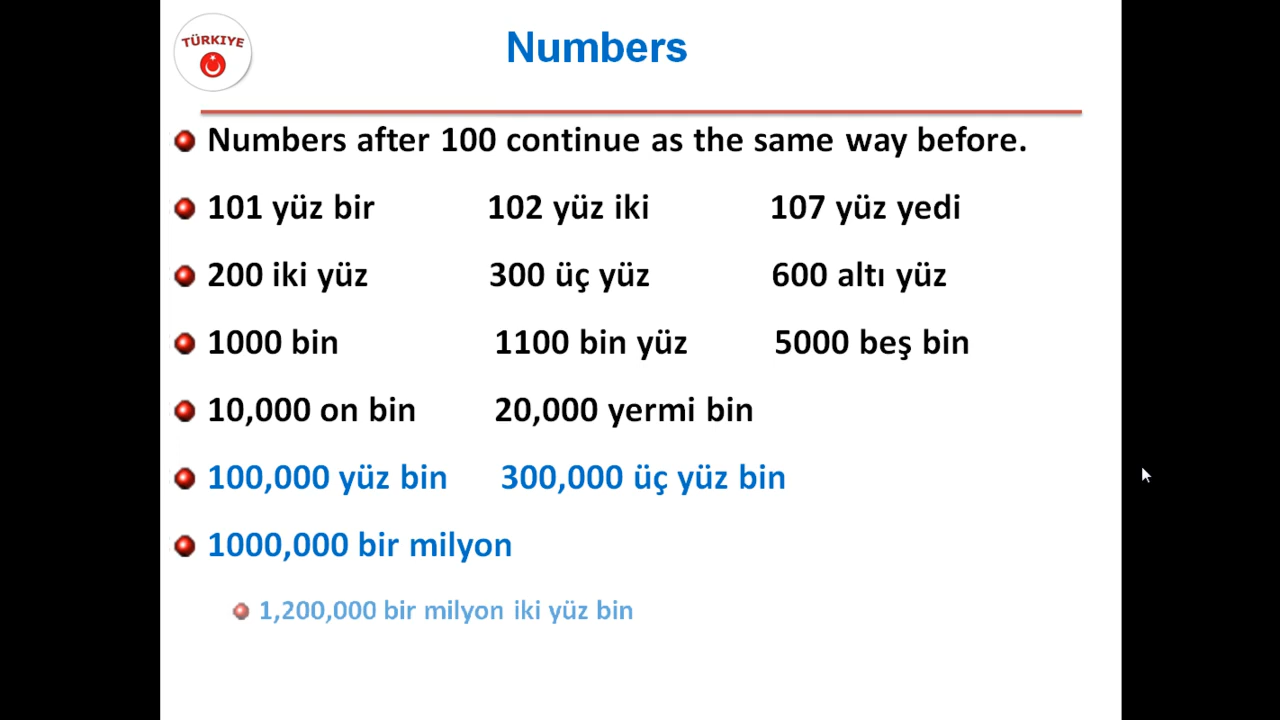 TÜRKIYE
Numbers
Numbers after 100 continue as the same way before.
101 yüz bir 102 yüz iki 107 yüz yedi
200 iki yüz 300 üç yüz 600 altı yüz
1000 bin 1100 bin yüz 5000 beş bin
10,000 on bin 20,000 yermi bin
100,000 yüz bin 300,000 üç yüz bin
1000,000 bir milyon
1,200,000 bir milyon iki yüz bin